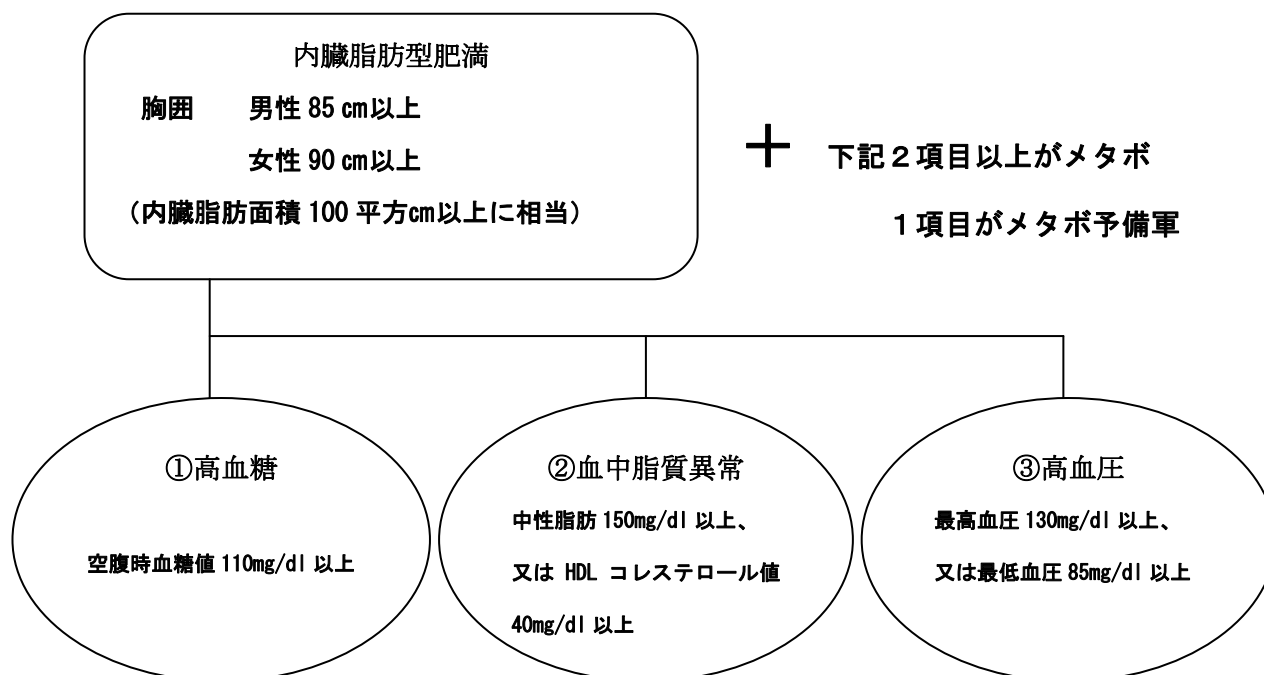 内臓脂肪型肥満
胸囲 男性 85 ㎝以上
女性 90 ㎝以上
（内臓脂肪面積 100 平方㎝以上に相当）
＋
下記２項目以上がメタボ
１項目がメタボ予備軍
①高血糖
空腹時血糖値 110mg/dl 以上
②血中脂質異常
中性脂肪 150mg/dl 以上、
又は HDL コレステロール値
40mg/dl 以上
③高血圧
最高血圧 130mg/dl 以上、
又は最低血圧 85mg/dl 以上